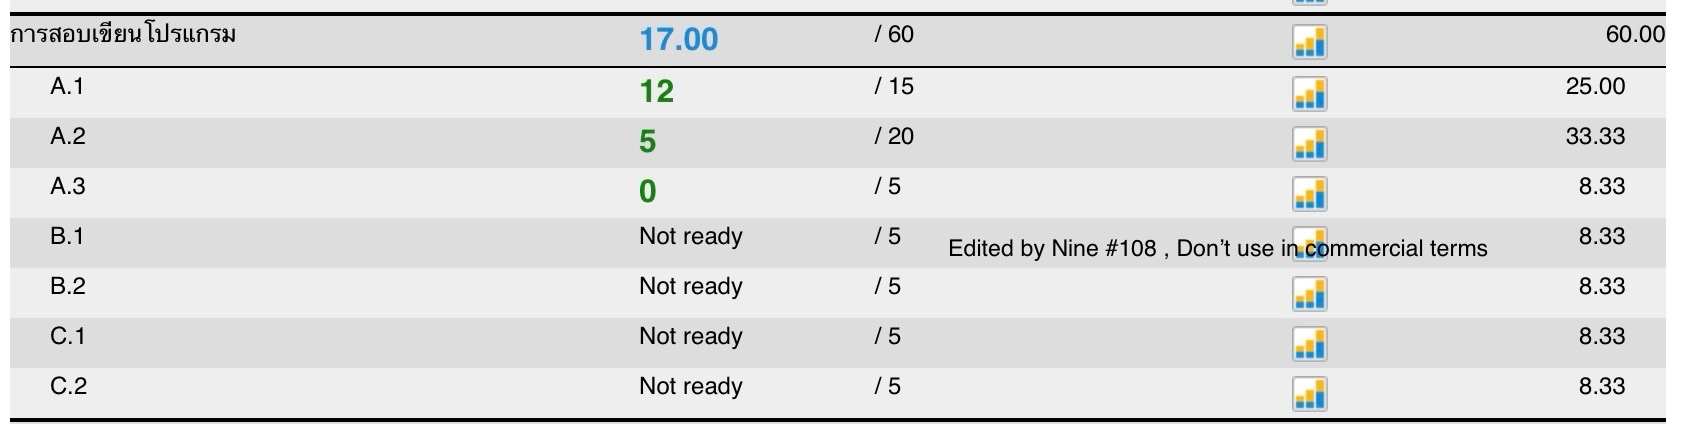 การสอบเขียนโปรแกรม 17.00 / 60 60.00
A.1 12 / 15 25.00
A.2 5 / 20 33.33
A.3 0 / 5 8.33
B.1 Not ready / 5 8.33
Edited by Nine #108 , Don’t use in commercial terms
B.2 Not ready / 5 8.33
C.1 Not ready / 5 8.33
C.2 Not ready / 5 8.33